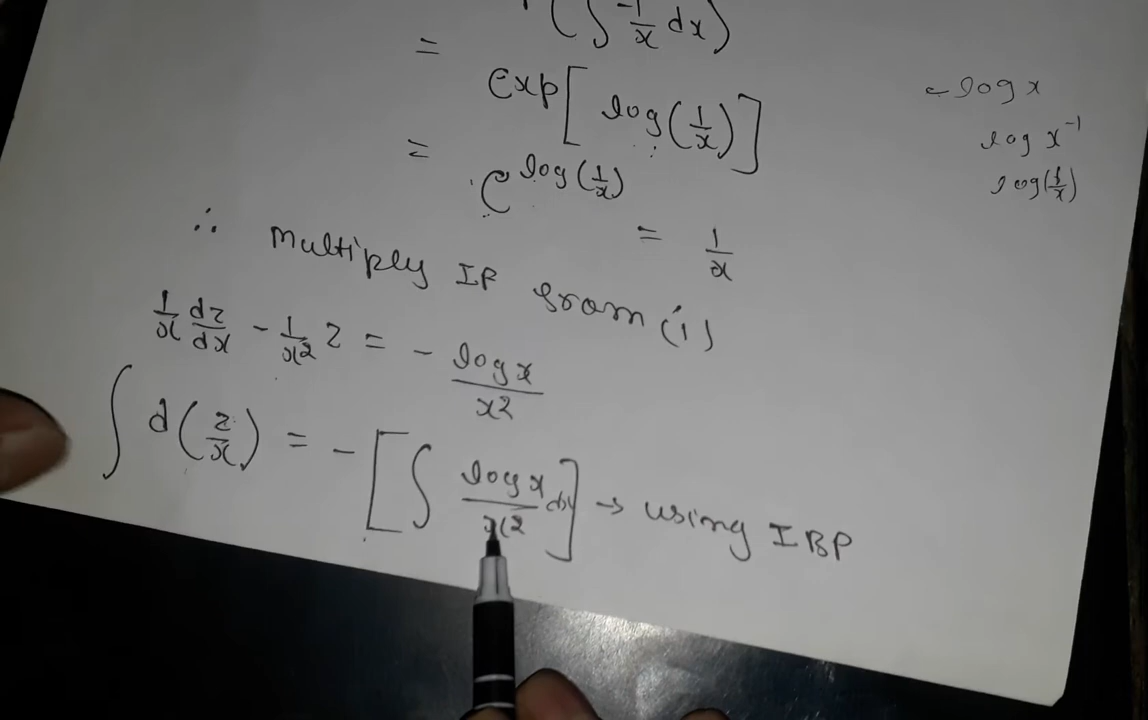 = (∫ -1/x dx)
exp[log(1/x)]
= e^log(1/x)
= 1/x
- log x
log x^-1
log(1/x)
∴ multiply IF from (i)
1/x dz/dx - 1/x² z = - log x / x²
∫ d(z/x) = - [∫ log x / x² dx] → using IBP